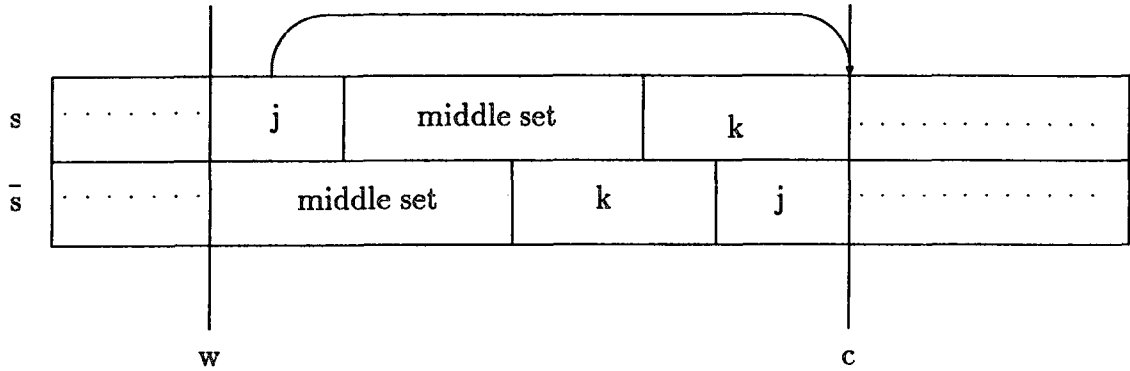 s . . . . . . . j middle set k . . . . . . . . . . . .
s̄ . . . . . . . middle set k j . . . . . . . . . . . .
w c